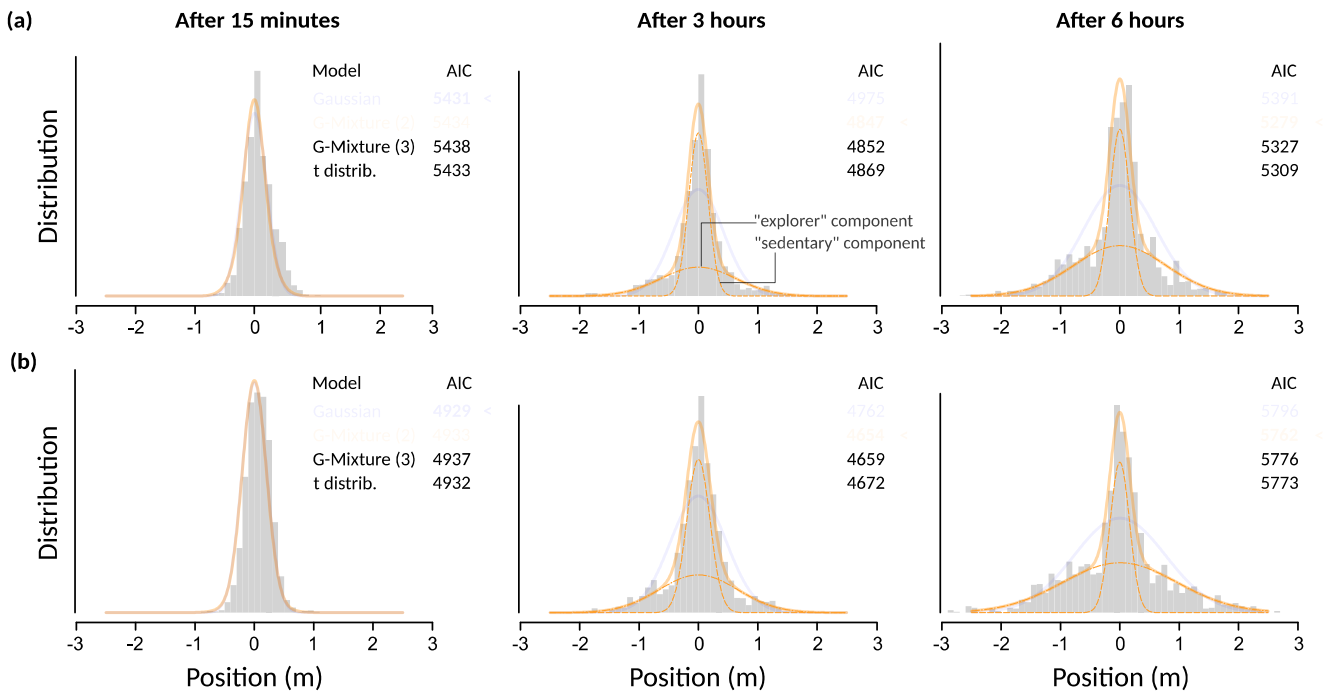 (a)
After 15 minutes
After 3 hours
After 6 hours
Distribution
Model AIC
Gaussian 5431 <
G-Mixture (2) 5434
G-Mixture (3) 5438
t distrib. 5433
-3 -2 -1 0 1 2 3
AIC
4975
4847 <
4852
4869
"explorer" component
"sedentary" component
-3 -2 -1 0 1 2 3
AIC
5391
5279 <
5327
5309
-3 -2 -1 0 1 2 3
(b)
Distribution
Model AIC
Gaussian 4929 <
G-Mixture (2) 4933
G-Mixture (3) 4937
t distrib. 4932
-3 -2 -1 0 1 2 3
Position (m)
AIC
4762
4654 <
4659
4672
-3 -2 -1 0 1 2 3
Position (m)
AIC
5796
5762 <
5776
5773
-3 -2 -1 0 1 2 3
Position (m)